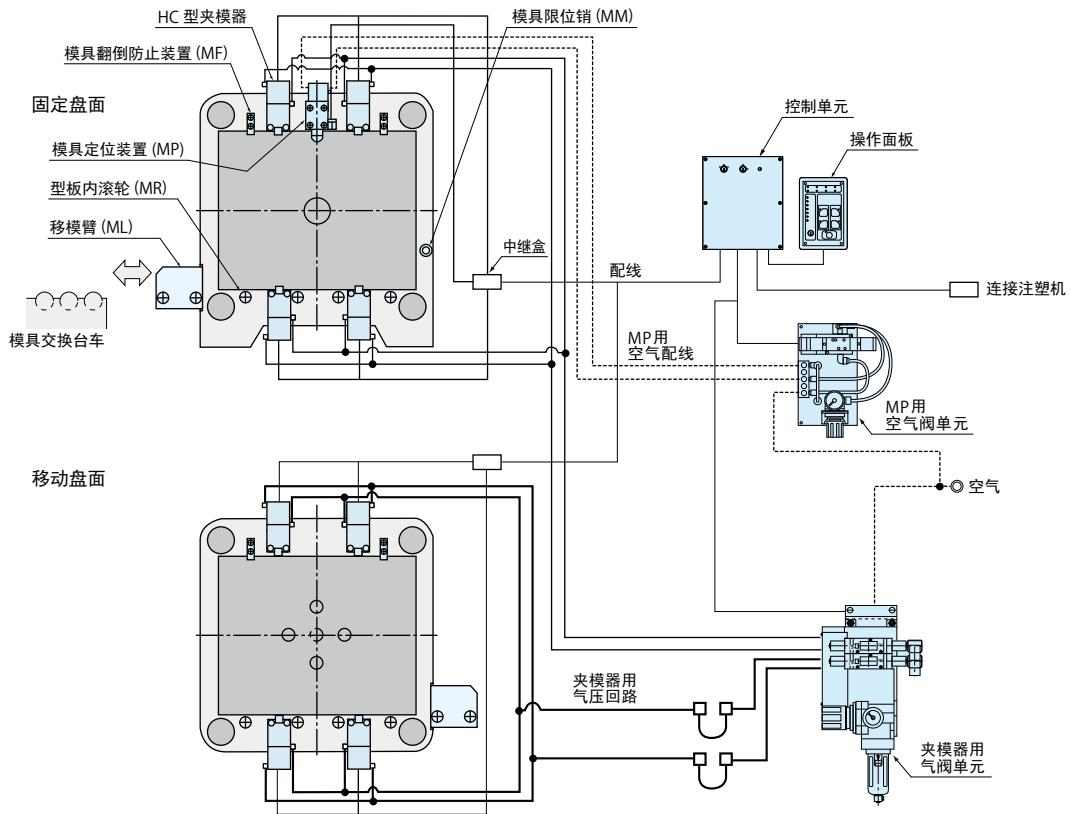 HC 型夹模器
模具限位销 (MM)
模具翻倒防止装置 (MF)
固定盘面
控制单元
操作面板
模具定位装置 (MP)
型板内滚轮 (MR)
移模臂 (ML)
中继盒
配线
连接注塑机
模具交换台车
MP用
空气配线
MP用
空气阀单元
移动盘面
空气
夹模器用
气压回路
夹模器用
气阀单元